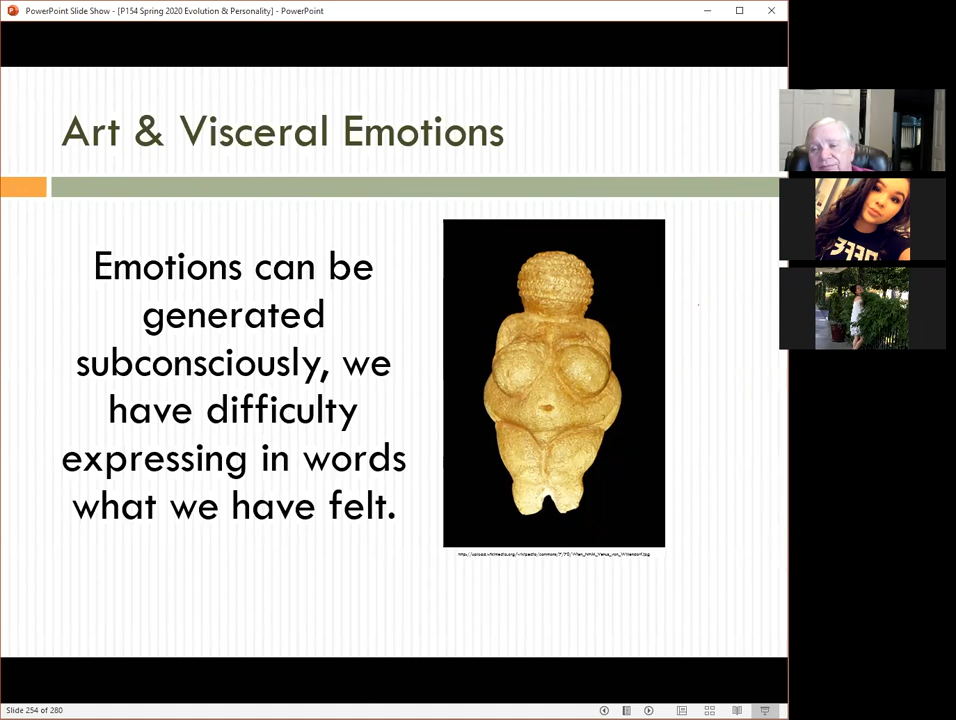 PowerPoint Slide Show - [P154 Spring 2020 Evolution & Personality] - PowerPoint
Art & Visceral Emotions
Emotions can be
generated
subconsciously, we
have difficulty
expressing in words
what we have felt.
Slide 254 of 280